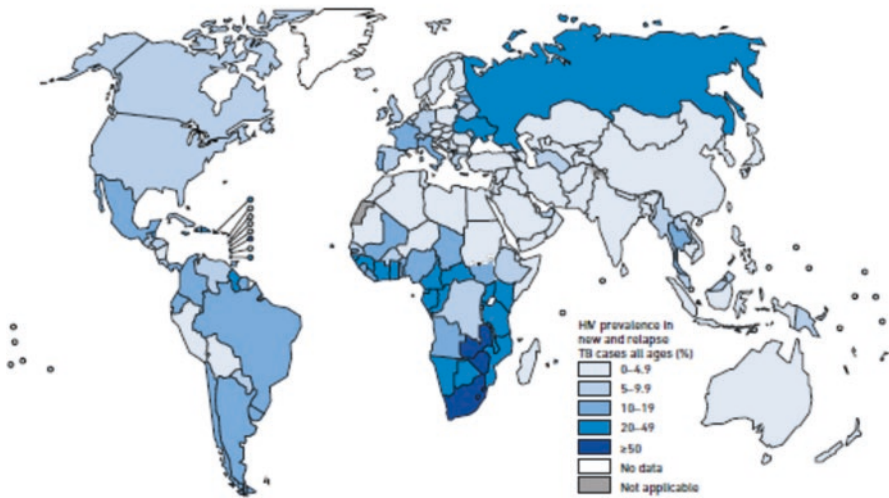 HIV prevalence in
new and relapse
TB cases all ages (%)
0–4.9
5–9.9
10–19
20–49
≥50
No data
Not applicable